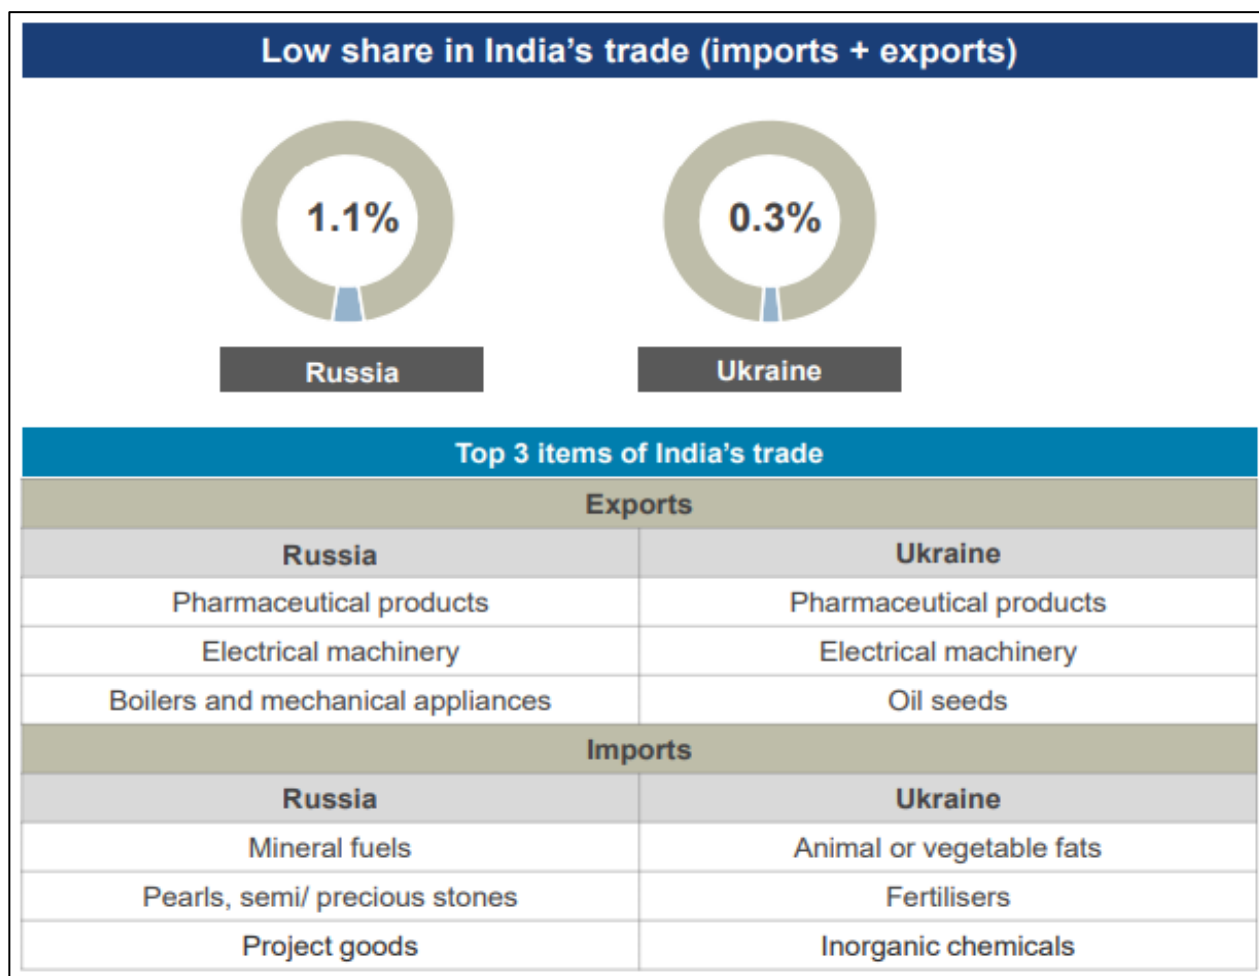 Low share in India’s trade (imports + exports)
1.1%
0.3%
Russia
Ukraine
Top 3 items of India’s trade
Exports
Russia
Ukraine
Pharmaceutical products
Pharmaceutical products
Electrical machinery
Electrical machinery
Boilers and mechanical appliances
Oil seeds
Imports
Russia
Ukraine
Mineral fuels
Animal or vegetable fats
Pearls, semi/ precious stones
Fertilisers
Project goods
Inorganic chemicals